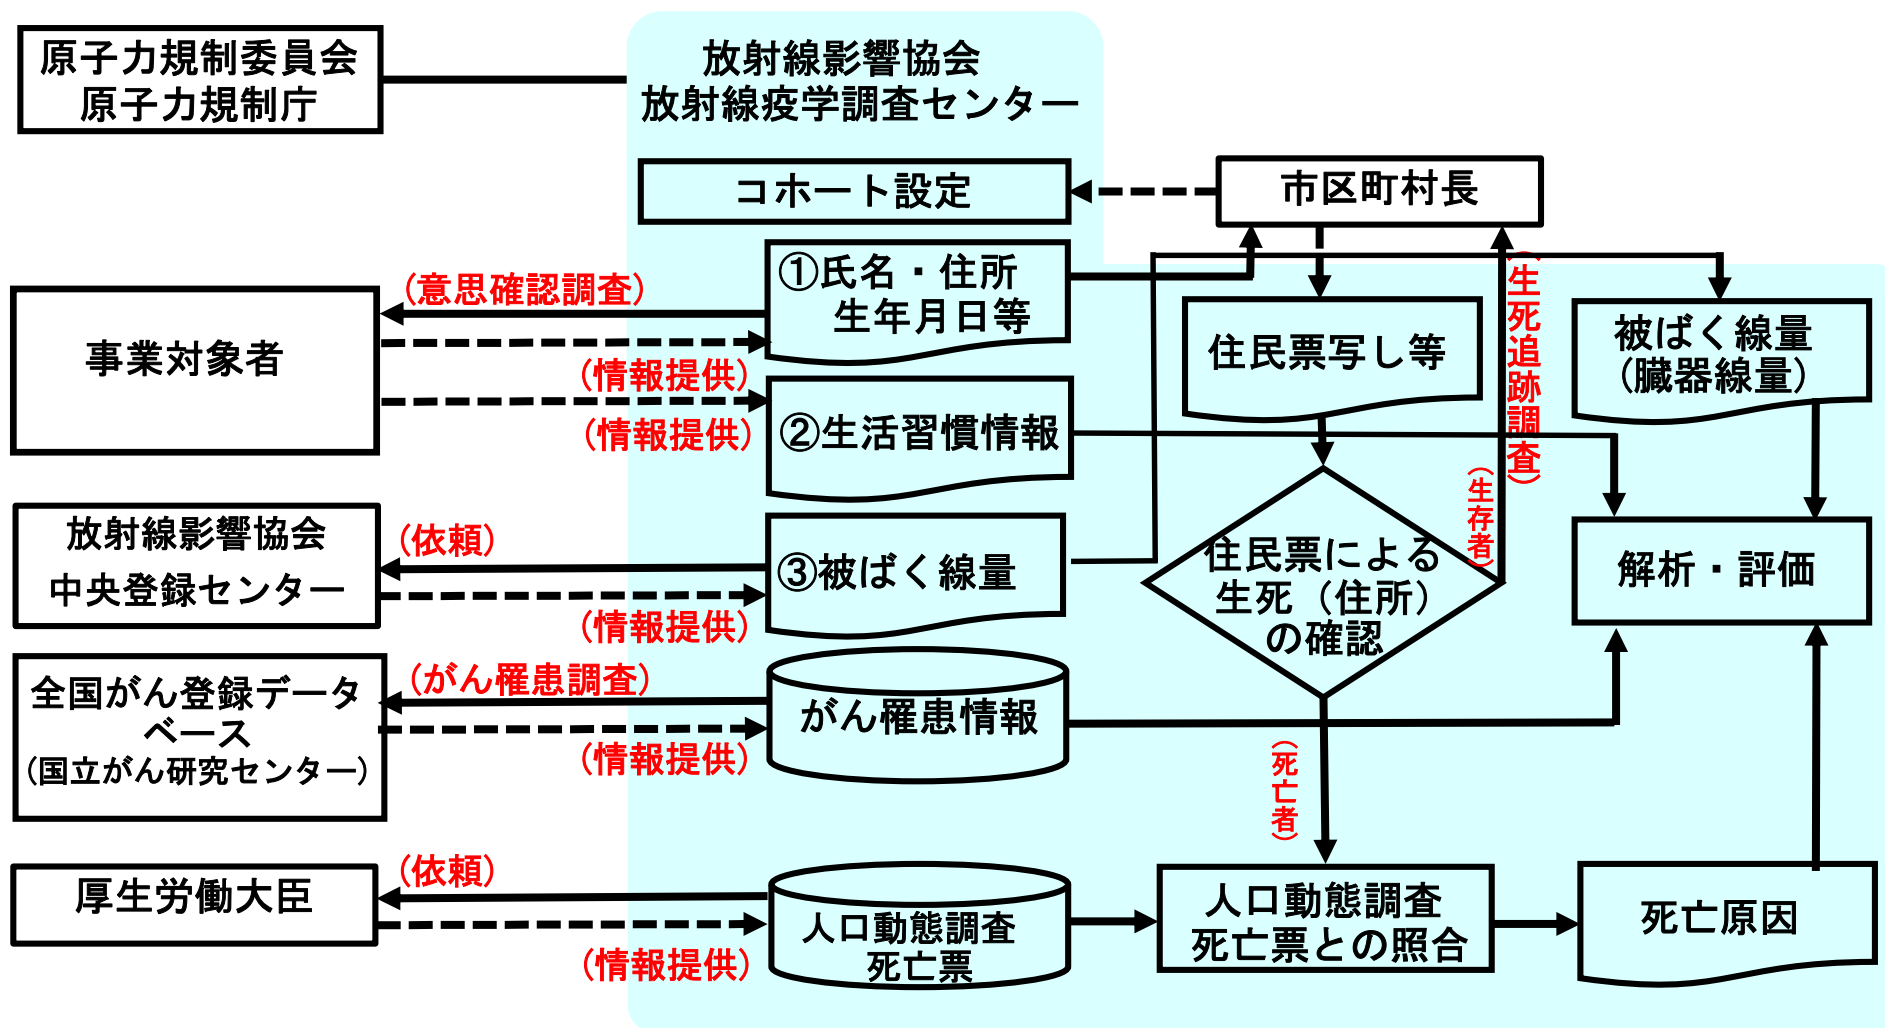 原子力規制委員会
原子力規制庁
放射線影響協会
放射線疫学調査センター
コホート設定
市区町村長
①氏名・住所
生年月日等
(意思確認調査)
事業対象者
(情報提供)
(情報提供)
②生活習慣情報
住民票写し等
(生死追跡調査)
被ばく線量
(臓器線量)
放射線影響協会
中央登録センター
(依頼)
(情報提供)
③被ばく線量
住民票による
生死(住所)
の確認
(生存者)
解析・評価
全国がん登録データ
ベース
(国立がん研究センター)
(がん罹患調査)
(情報提供)
がん罹患情報
(死亡者)
厚生労働大臣
(依頼)
(情報提供)
人口動態調査
死亡票
人口動態調査
死亡票との照合
死亡原因